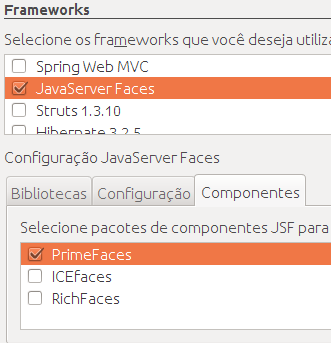 Frameworks
Selecione os frameworks que você deseja utiliza
Spring Web MVC
JavaServer Faces
Struts 1.3.10
Hibernate 3.2.5
Configuração JavaServer Faces
Bibliotecas Configuração Componentes
Selecione pacotes de componentes JSF para
PrimeFaces
ICEfaces
RichFaces